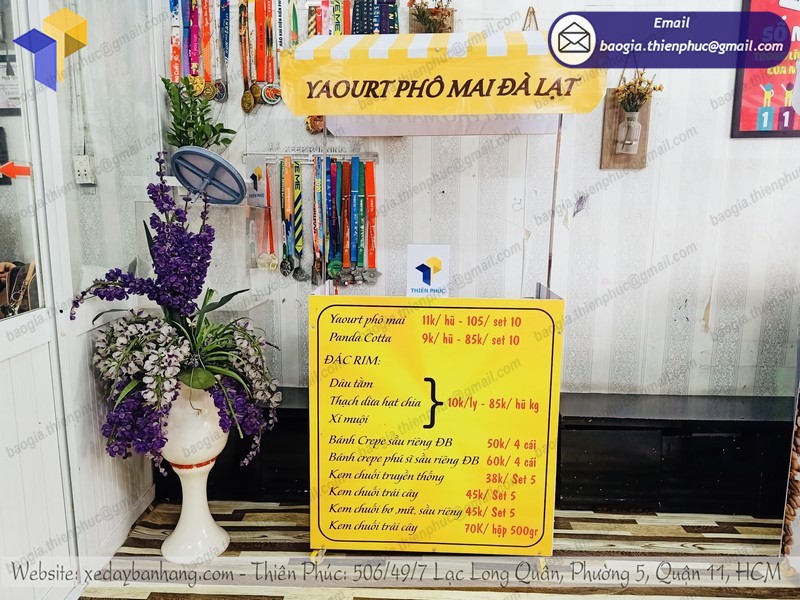 Email
baogia.thienphuc@gmail.com
YAOURT PHÔ MAI ĐÀ LẠT
THIÊN PHÚC
Yaourt phô mai 11k/ hũ - 105/ set 10
Panda Cotta 9k/ hũ - 85k/ set 10
ĐÁC RIM:
Dâu tằm
Thạch dừa hạt chia } 10k/ly - 85k/ hũ kg
Xí muội
Bánh Crepe sầu riêng ĐB 50k/ 4 cái
Bánh crepe phủ sĩ sầu riêng ĐB 60k/ 4 cái
Kem chuối truyền thống 38k/ Set 5
Kem chuối trái cây 45k/ Set 5
Kem chuối bơ ,mít, sầu riêng 45k/ Set 5
Kem chuối trái cây 70K/ hộp 500gr
Website: xedaybanhang.com - Thiên Phúc: 506/49/7 Lạc Long Quân, Phường 5, Quận 11, HCM